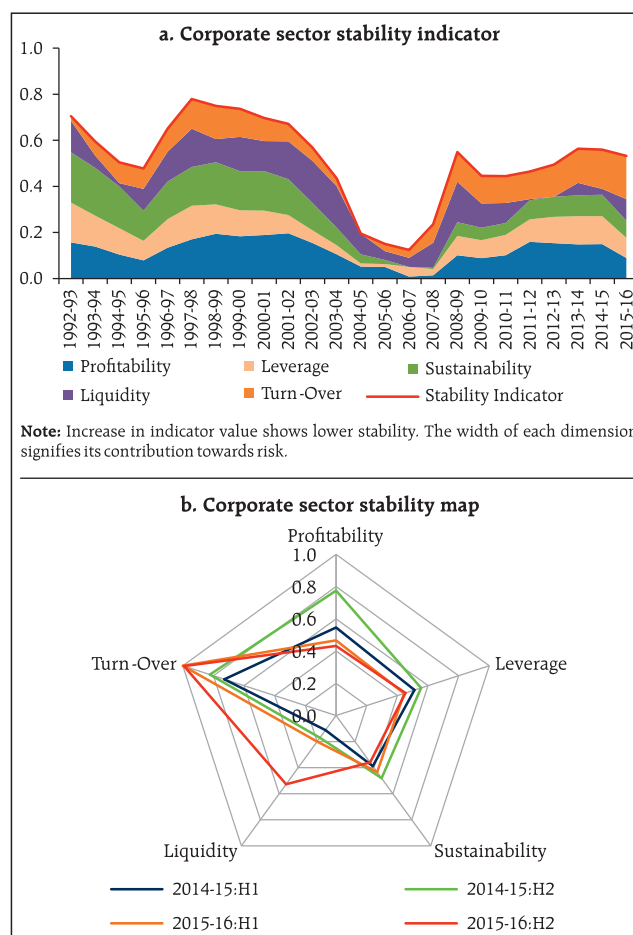 a. Corporate sector stability indicator
1.0
0.8
0.6
0.4
0.2
0.0
1992-93
1993-94
1994-95
1995-96
1996-97
1997-98
1998-99
1999-00
2000-01
2001-02
2002-03
2003-04
2004-05
2005-06
2006-07
2007-08
2008-09
2009-10
2010-11
2011-12
2012-13
2013-14
2014-15
2015-16
Profitability Leverage Sustainability
Liquidity Turn-Over Stability Indicator
Note: Increase in indicator value shows lower stability. The width of each dimension
signifies its contribution towards risk.
b. Corporate sector stability map
Profitability
1.0
0.8
0.6
0.4
0.2
0.0
Turn-Over
Leverage
Liquidity
Sustainability
2014-15:H1 2014-15:H2
2015-16:H1 2015-16:H2